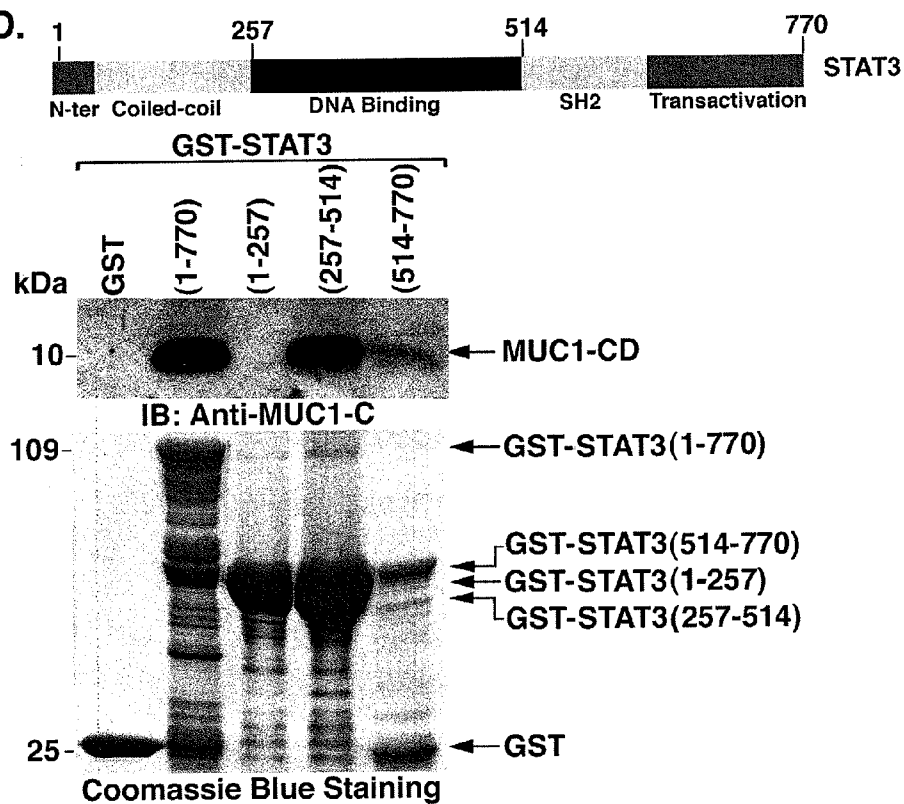 D.
1 257 514 770
STAT3
N-ter Coiled-coil DNA Binding SH2 Transactivation
GST-STAT3
kDa GST (1-770) (1-257) (257-514) (514-770)
10- MUC1-CD
IB: Anti-MUC1-C
109- GST-STAT3(1-770)
GST-STAT3(514-770)
GST-STAT3(1-257)
GST-STAT3(257-514)
25- GST
Coomassie Blue Staining